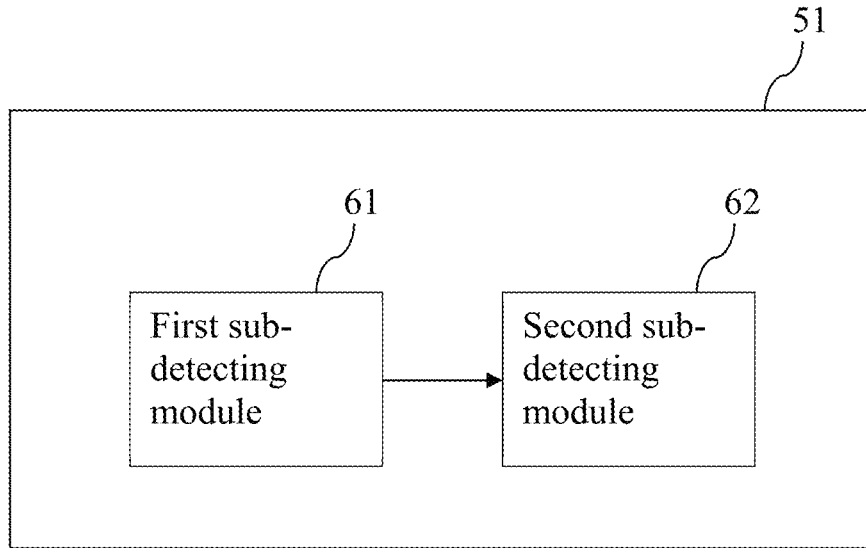 51
61
62
First sub-
detecting
module
Second sub-
detecting
module